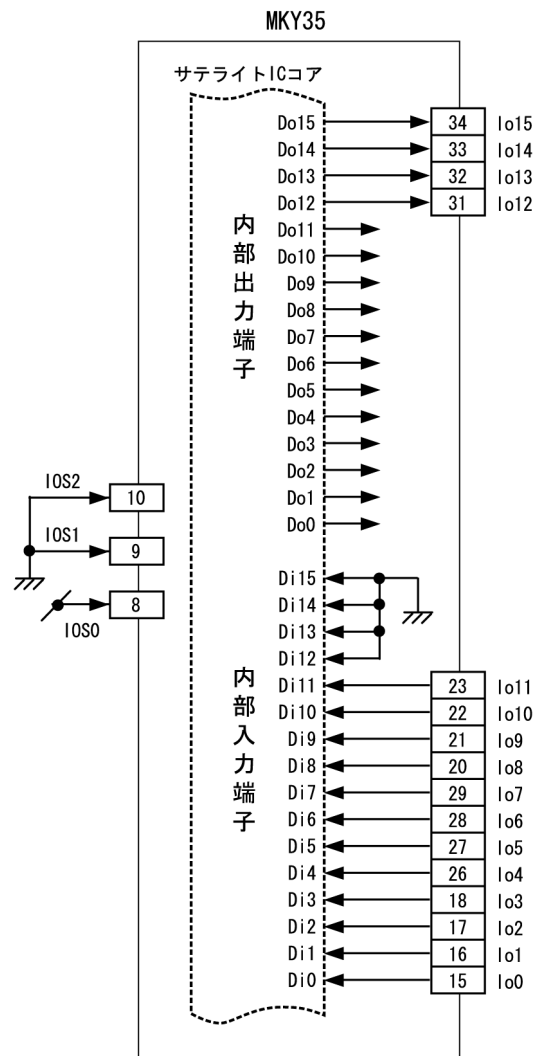 MKY35
サテライトICコア
Do15 34 Io15
Do14 33 Io14
Do13 32 Io13
Do12 31 Io12
Do11
Do10
Do9
Do8
Do7
Do6
Do5
Do4
Do3
Do2
Do1
Do0
内部出力端子
IOS2 10
IOS1 9
IOS0 8
Di15
Di14
Di13
Di12
Di11 23 Io11
Di10 22 Io10
Di9 21 Io9
Di8 20 Io8
Di7 29 Io7
Di6 28 Io6
Di5 27 Io5
Di4 26 Io4
Di3 18 Io3
Di2 17 Io2
Di1 16 Io1
Di0 15 Io0
内部入力端子